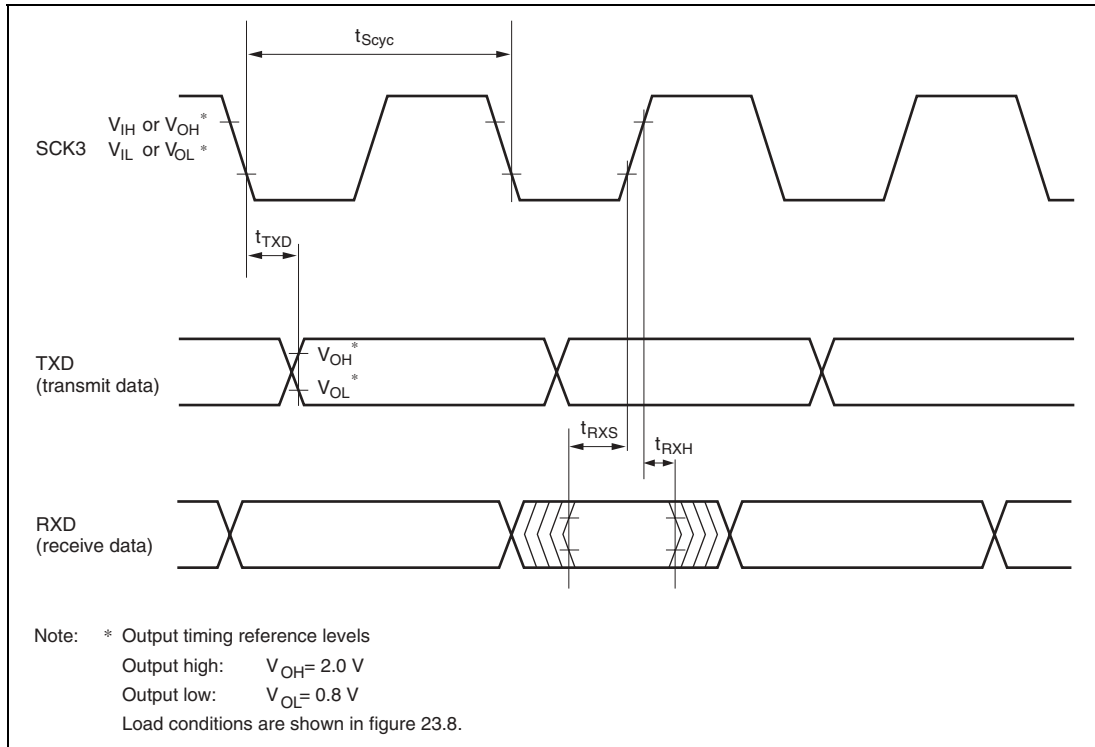 tScyc
VIH or VOH*
SCK3 VIL or VOL*
tTXD
TXD
(transmit data)
VOH*
VOL*
tRXS
tRXH
RXD
(receive data)
Note: * Output timing reference levels
Output high: VOH= 2.0 V
Output low: VOL= 0.8 V
Load conditions are shown in figure 23.8.